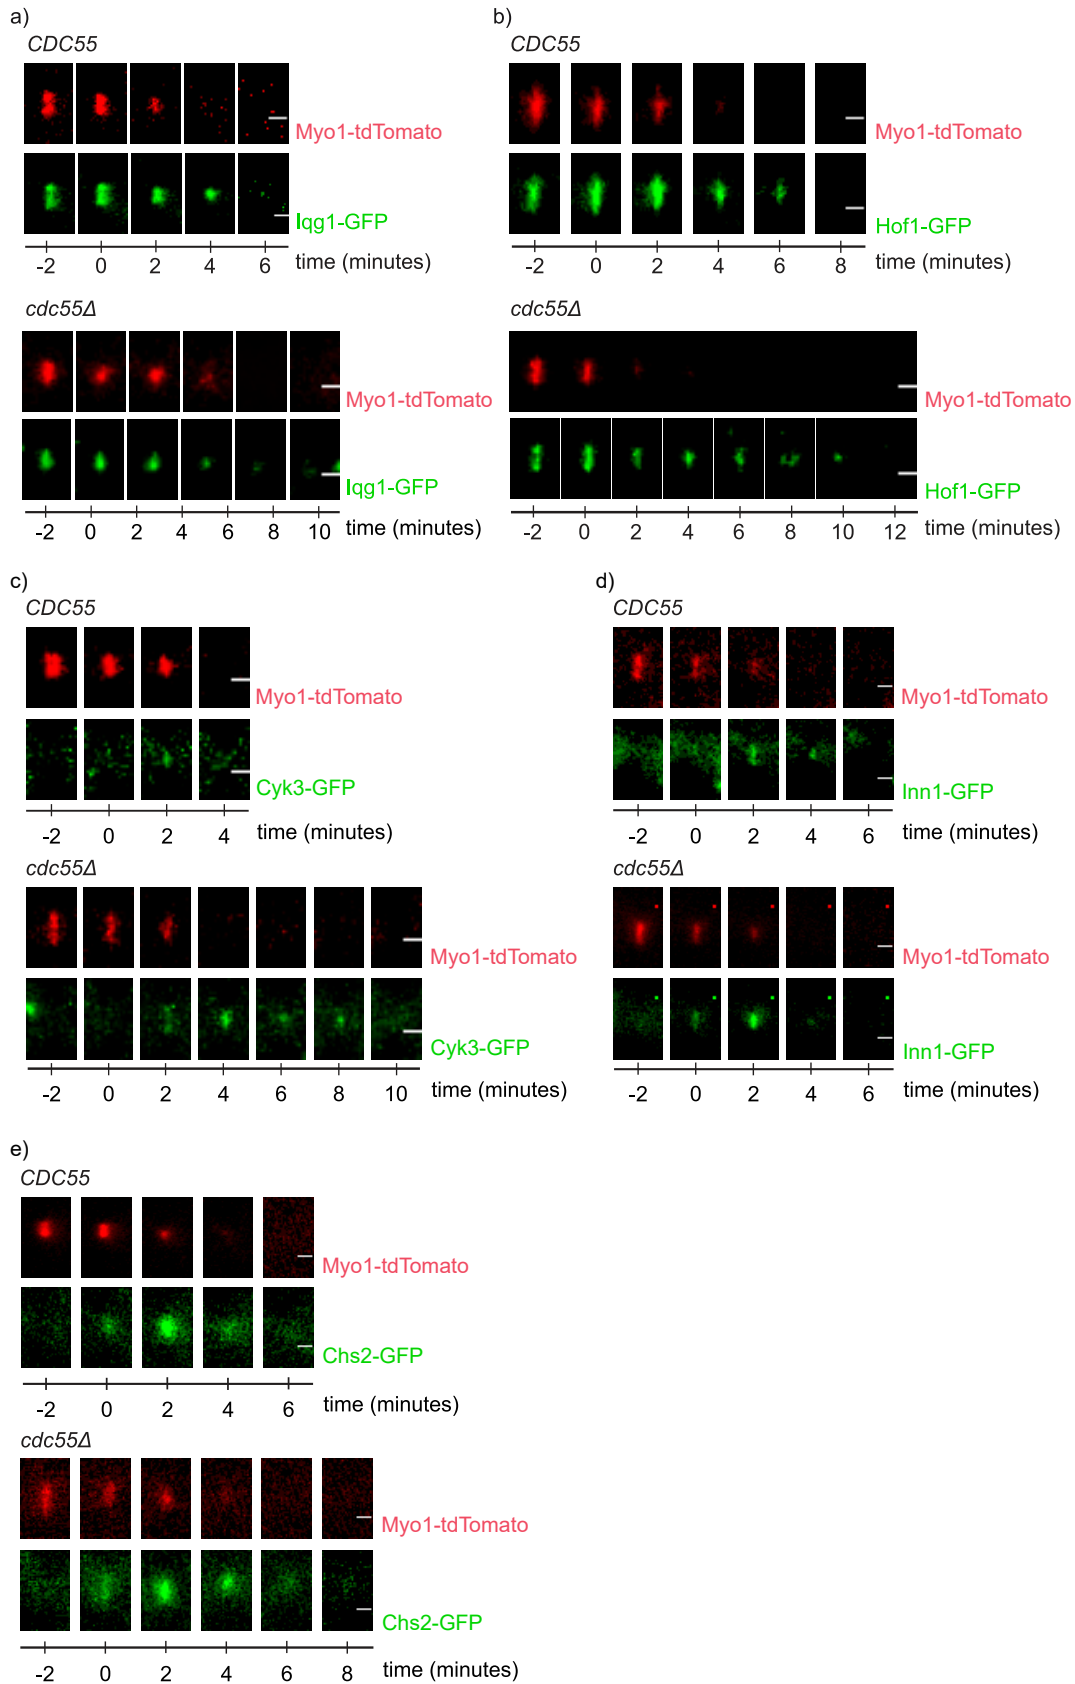 a)
CDC55
Myo1-tdTomato
Iqg1-GFP
-2 0 2 4 6 time (minutes)
cdc55Δ
Myo1-tdTomato
Iqg1-GFP
-2 0 2 4 6 8 10 time (minutes)
b)
CDC55
Myo1-tdTomato
Hof1-GFP
-2 0 2 4 6 8 time (minutes)
cdc55Δ
Myo1-tdTomato
Hof1-GFP
-2 0 2 4 6 8 10 12 time (minutes)
c)
CDC55
Myo1-tdTomato
Cyk3-GFP
-2 0 2 4 time (minutes)
cdc55Δ
Myo1-tdTomato
Cyk3-GFP
-2 0 2 4 6 8 10 time (minutes)
d)
CDC55
Myo1-tdTomato
Inn1-GFP
-2 0 2 4 6 time (minutes)
cdc55Δ
Myo1-tdTomato
Inn1-GFP
-2 0 2 4 6 time (minutes)
e)
CDC55
Myo1-tdTomato
Chs2-GFP
-2 0 2 4 6 time (minutes)
cdc55Δ
Myo1-tdTomato
Chs2-GFP
-2 0 2 4 6 8 time (minutes)